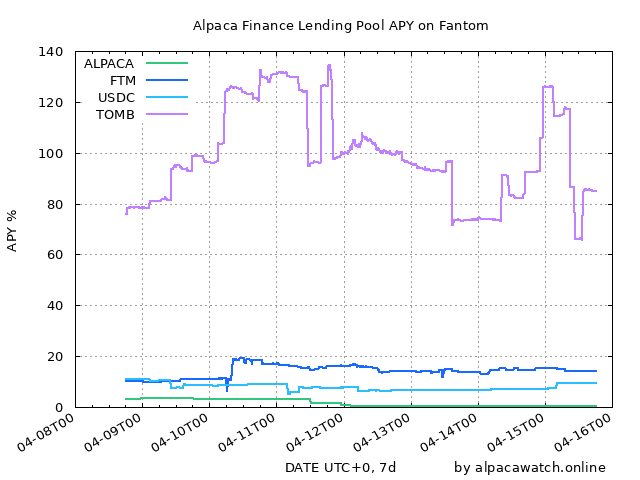 Alpaca Finance Lending Pool APY on Fantom
140
120
100
80
60
40
20
0
APY %
ALPACA
FTM
USDC
TOMB
04-08T00
04-09T00
04-10T00
04-11T00
04-12T00
04-13T00
04-14T00
04-15T00
04-16T00
DATE UTC+0, 7d
by alpacawatch.online